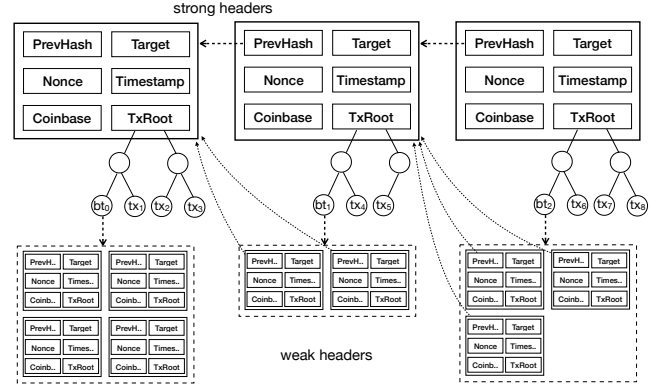 strong headers
PrevHash Target PrevHash Target PrevHash Target
Nonce Timestamp Nonce Timestamp Nonce Timestamp
Coinbase TxRoot Coinbase TxRoot Coinbase TxRoot
bt₀ tx₁ tx₂ tx₃ bt₁ tx₄ tx₅ bt₂ tx₆ tx₇ tx₈
PrevH.. Target PrevH.. Target PrevH.. Target PrevH.. Target PrevH.. Target PrevH.. Target
Nonce Times.. Nonce Times.. Nonce Times.. Nonce Times.. Nonce Times.. Nonce Times..
Coinb.. TxRoot Coinb.. TxRoot Coinb.. TxRoot Coinb.. TxRoot Coinb.. TxRoot Coinb.. TxRoot
PrevH.. Target PrevH.. Target PrevH.. Target
Nonce Times.. Nonce Times.. Nonce Times..
Coinb.. TxRoot Coinb.. TxRoot Coinb.. TxRoot
weak headers